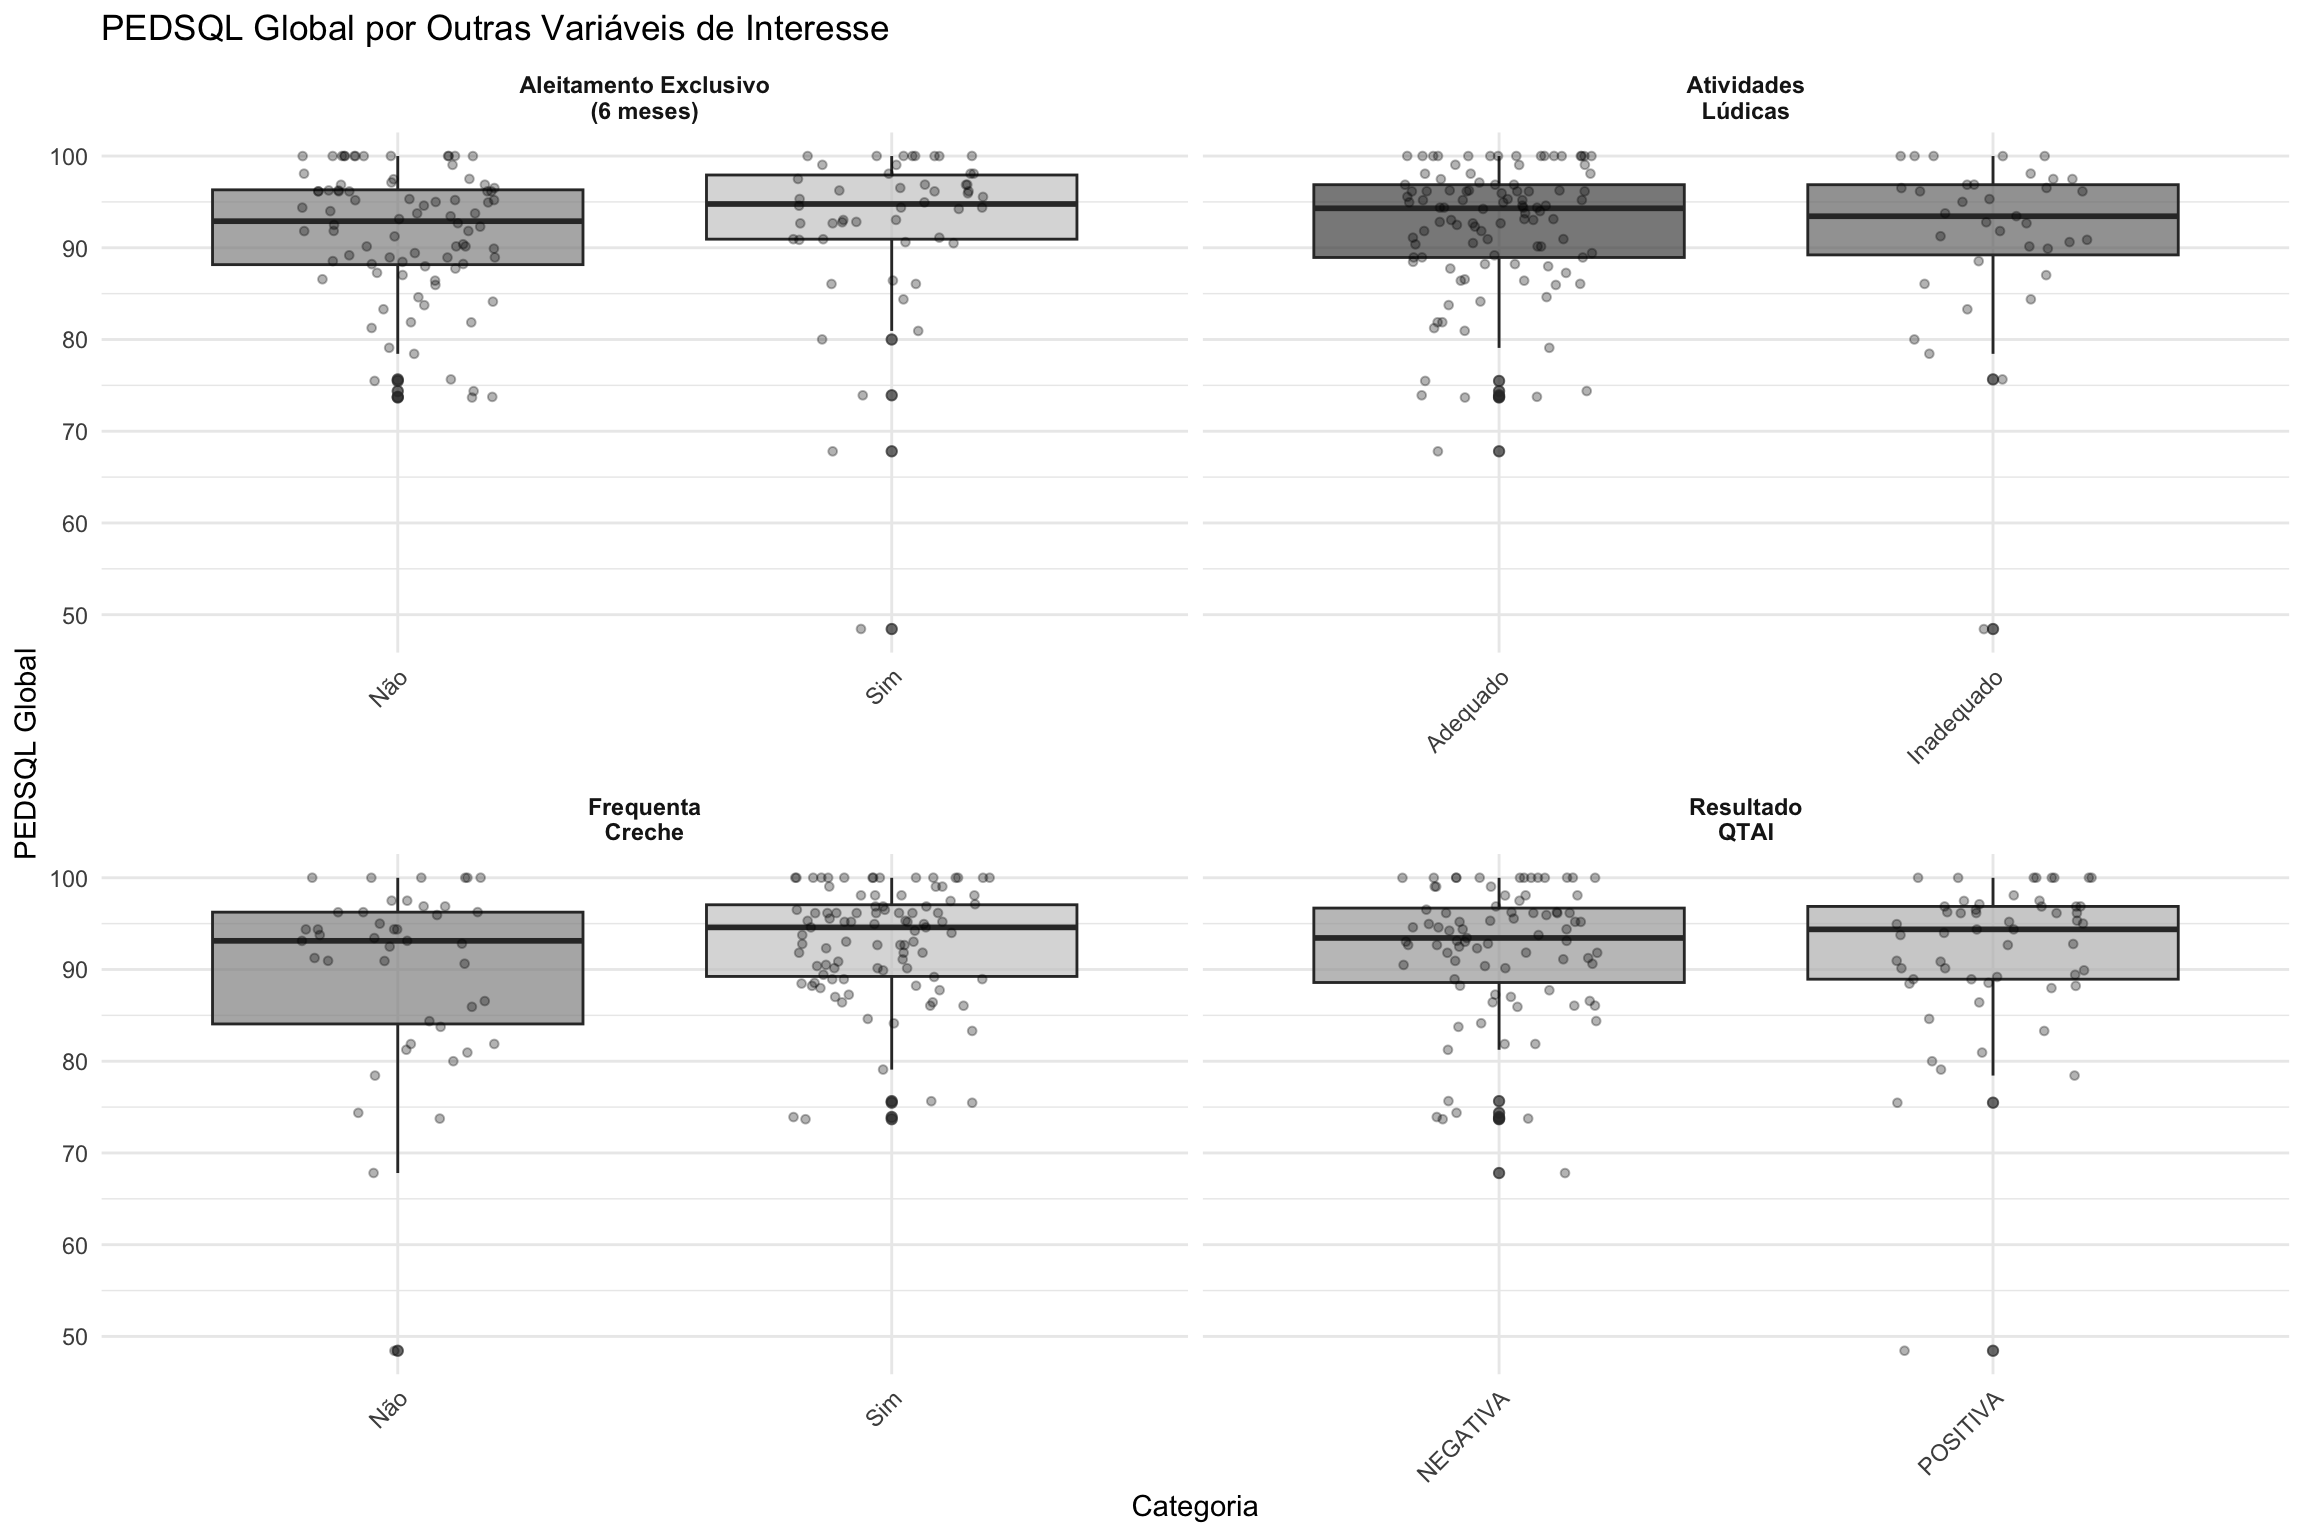 PEDSQL Global por Outras Variáveis de Interesse
Aleitamento Exclusivo
(6 meses)
Atividades
Lúdicas
100
90
80
70
60
50
Não
Sim
Adequado
Inadequado
PEDSQL Global
Frequenta
Creche
Resultado
QTAI
100
90
80
70
60
50
Não
Sim
NEGATIVA
POSITIVA
Categoria